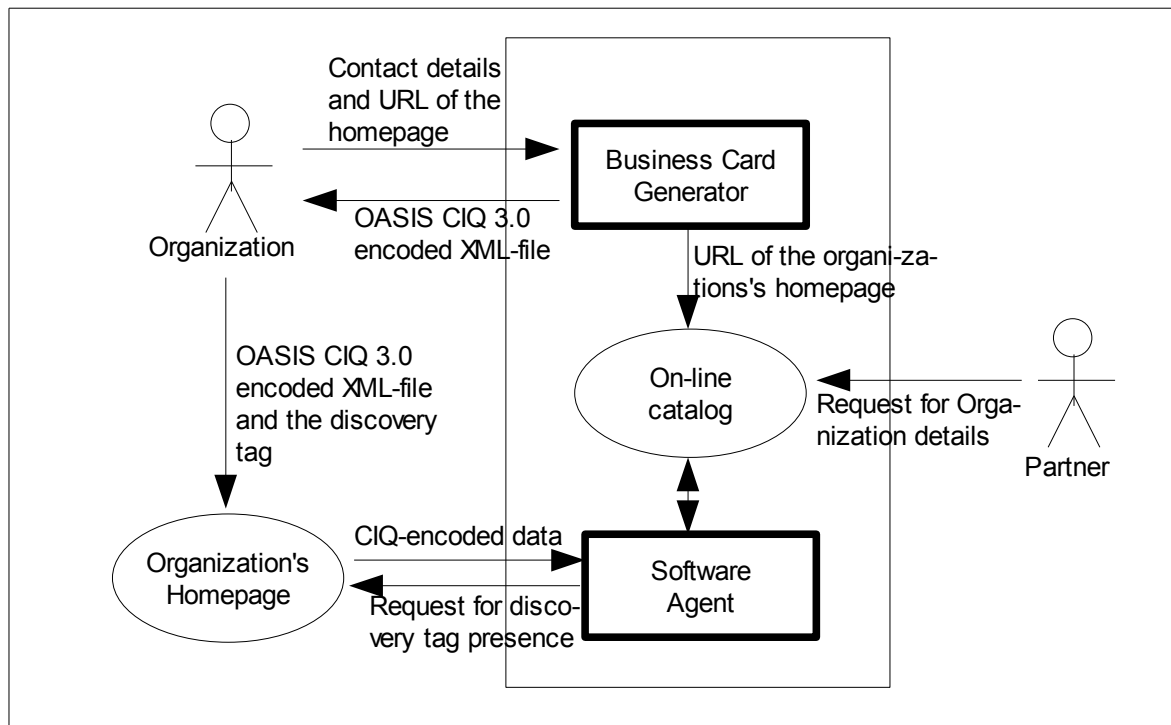 Contact details
and URL of the
homepage
Business Card
Generator
OASIS CIQ 3.0
encoded XML-file
Organization
URL of the organi-za-
tions's homepage
OASIS CIQ 3.0
encoded XML-file
and the discovery
tag
On-line
catalog
Request for Orga-
nization details
Partner
Organization's
Homepage
CIQ-encoded data
Request for disco-
very tag presence
Software
Agent